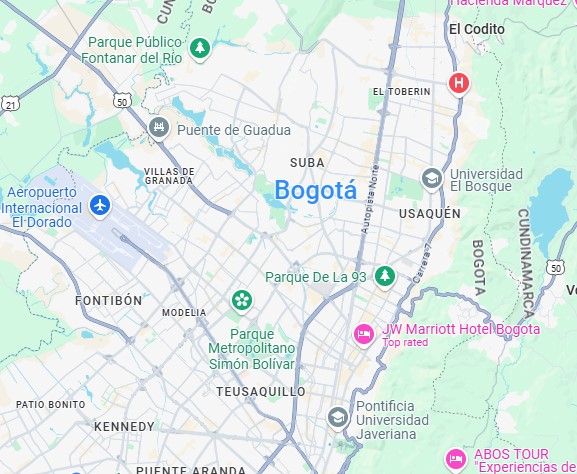 Hacienda Marquez
CUN
BO
El Codito
Parque Público
Fontanar del Río
EL TOBERIN
21
50
Puente de Guadua
SUBA
VILLAS DE
GRANADA
Universidad
El Bosque
Bogotá
Aeropuerto
Internacional
El Dorado
Autopista Norte
USAQUÉN
CUNDINAMARCA
BOGOTA
Carrera 7
50
Parque De La 93
V
FONTIBÓN
MODELIA
Parque
Metropolitano
Simón Bolívar
JW Marriott Hotel Bogota
Top rated
TEUSAQUILLO
PATIO BONITO
Pontificia
Universidad
Javeriana
KENNEDY
ABOS TOUR
"Experiencias de
PUENTE ARANDA